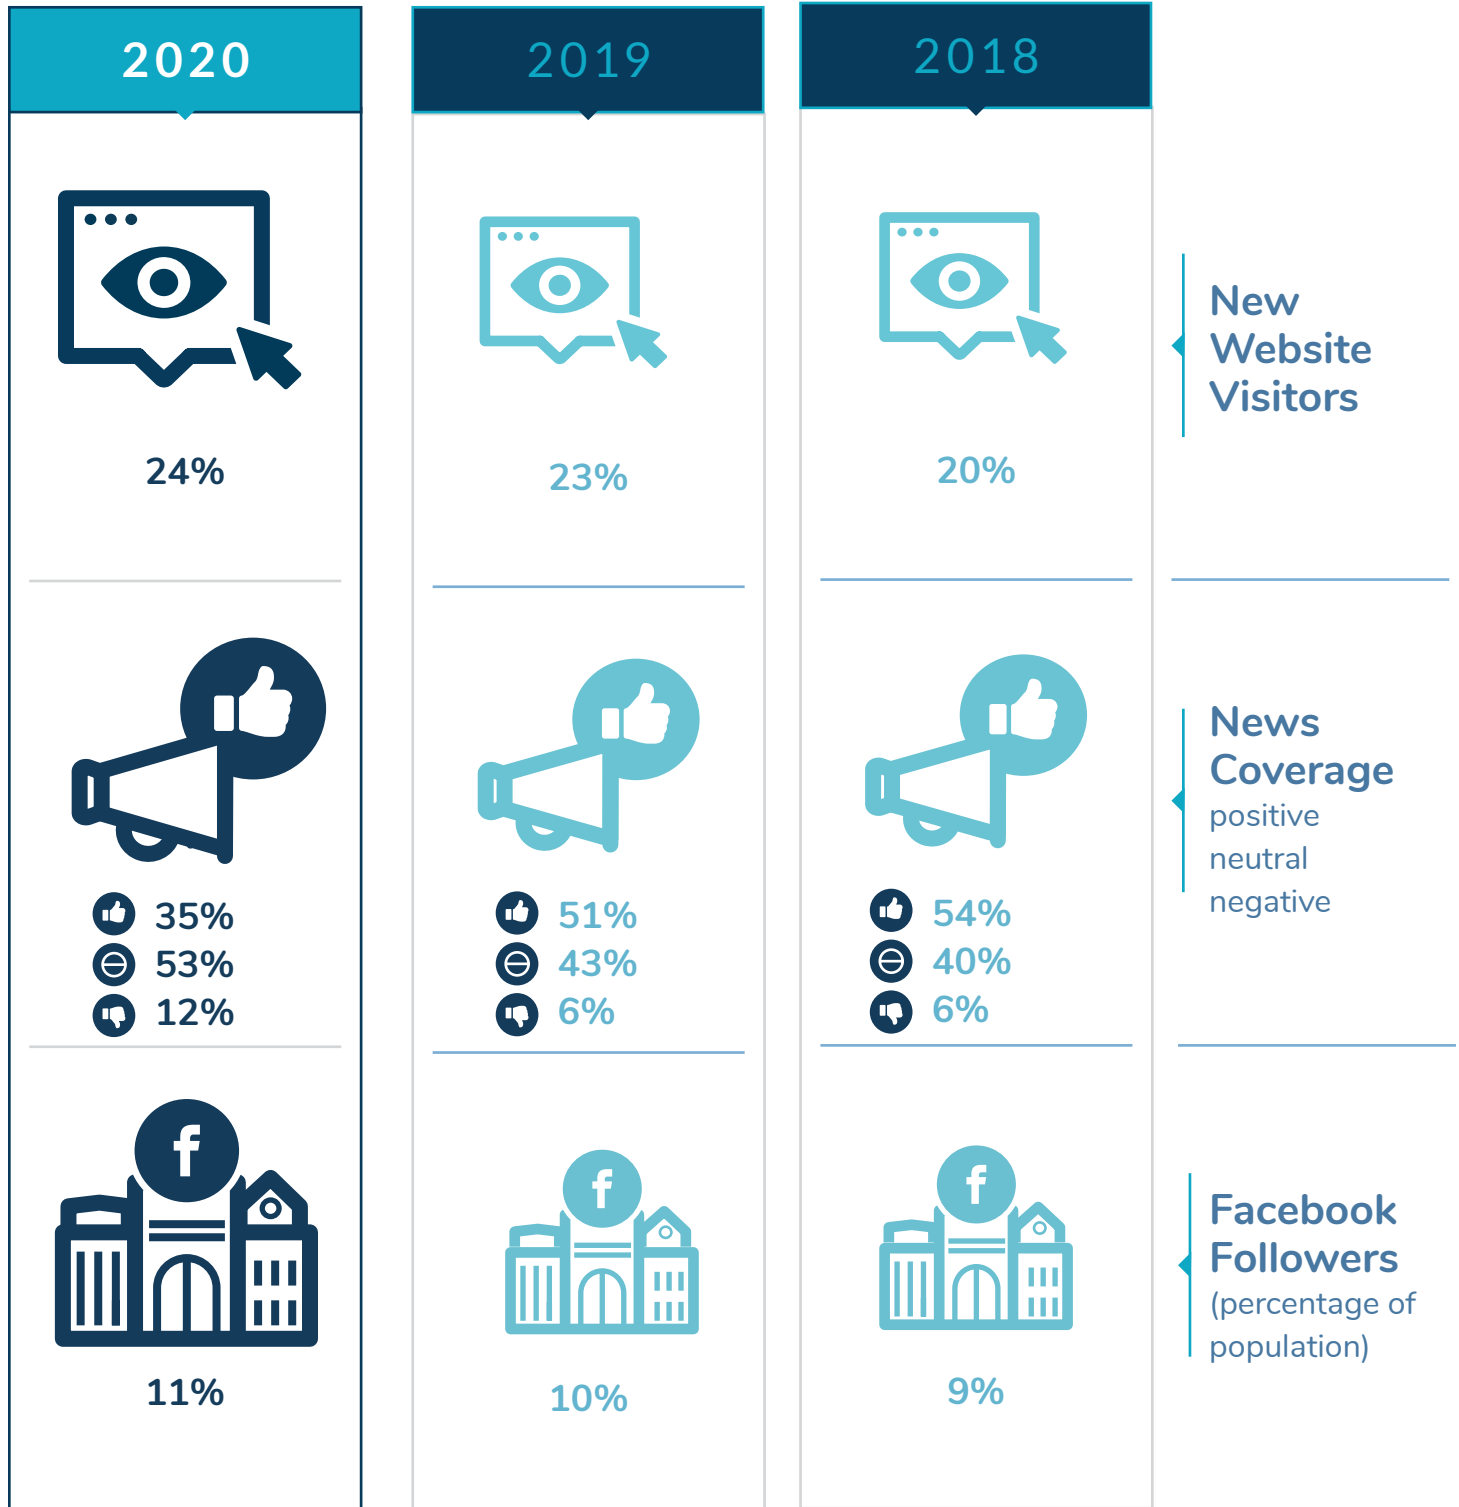 2020
2019
2018
24%
23%
20%
New
Website
Visitors
35%
53%
12%
51%
43%
6%
54%
40%
6%
News
Coverage
positive
neutral
negative
f
f
f
11%
10%
9%
Facebook
Followers
(percentage of
population)